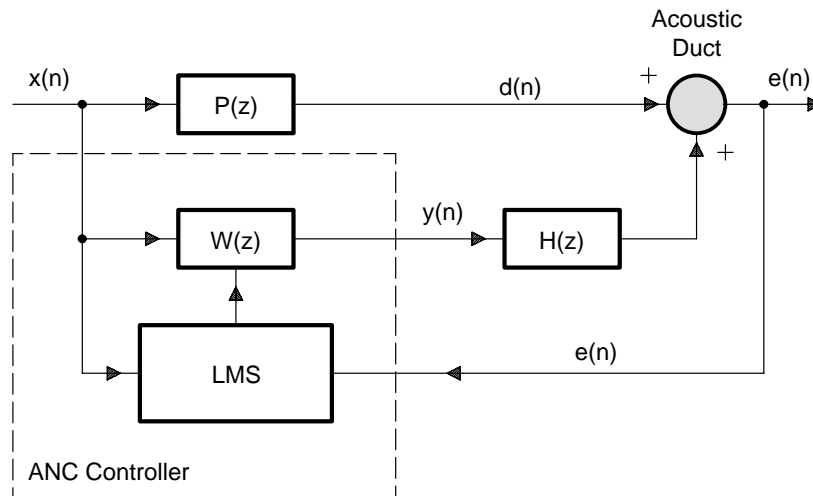 Acoustic
Duct
x(n)
P(z)
d(n)
+
e(n)
+
W(z)
y(n)
H(z)
LMS
e(n)
ANC Controller